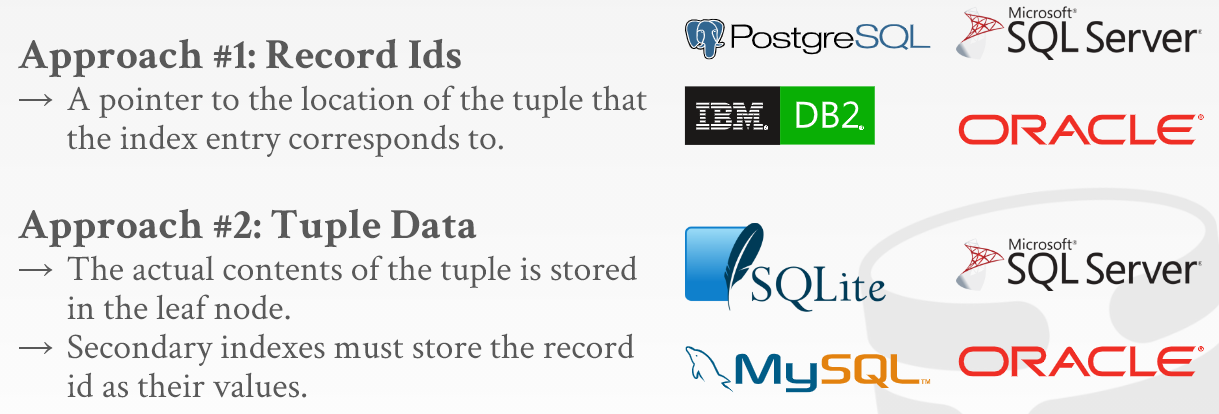 Approach #1: Record Ids
→ A pointer to the location of the tuple that
the index entry corresponds to.
PostgreSQL
Microsoft®
SQL Server®
IBM® DB2®
ORACLE®
Approach #2: Tuple Data
→ The actual contents of the tuple is stored
in the leaf node.
→ Secondary indexes must store the record
id as their values.
SQLite
Microsoft®
SQL Server®
MySQL™
ORACLE®